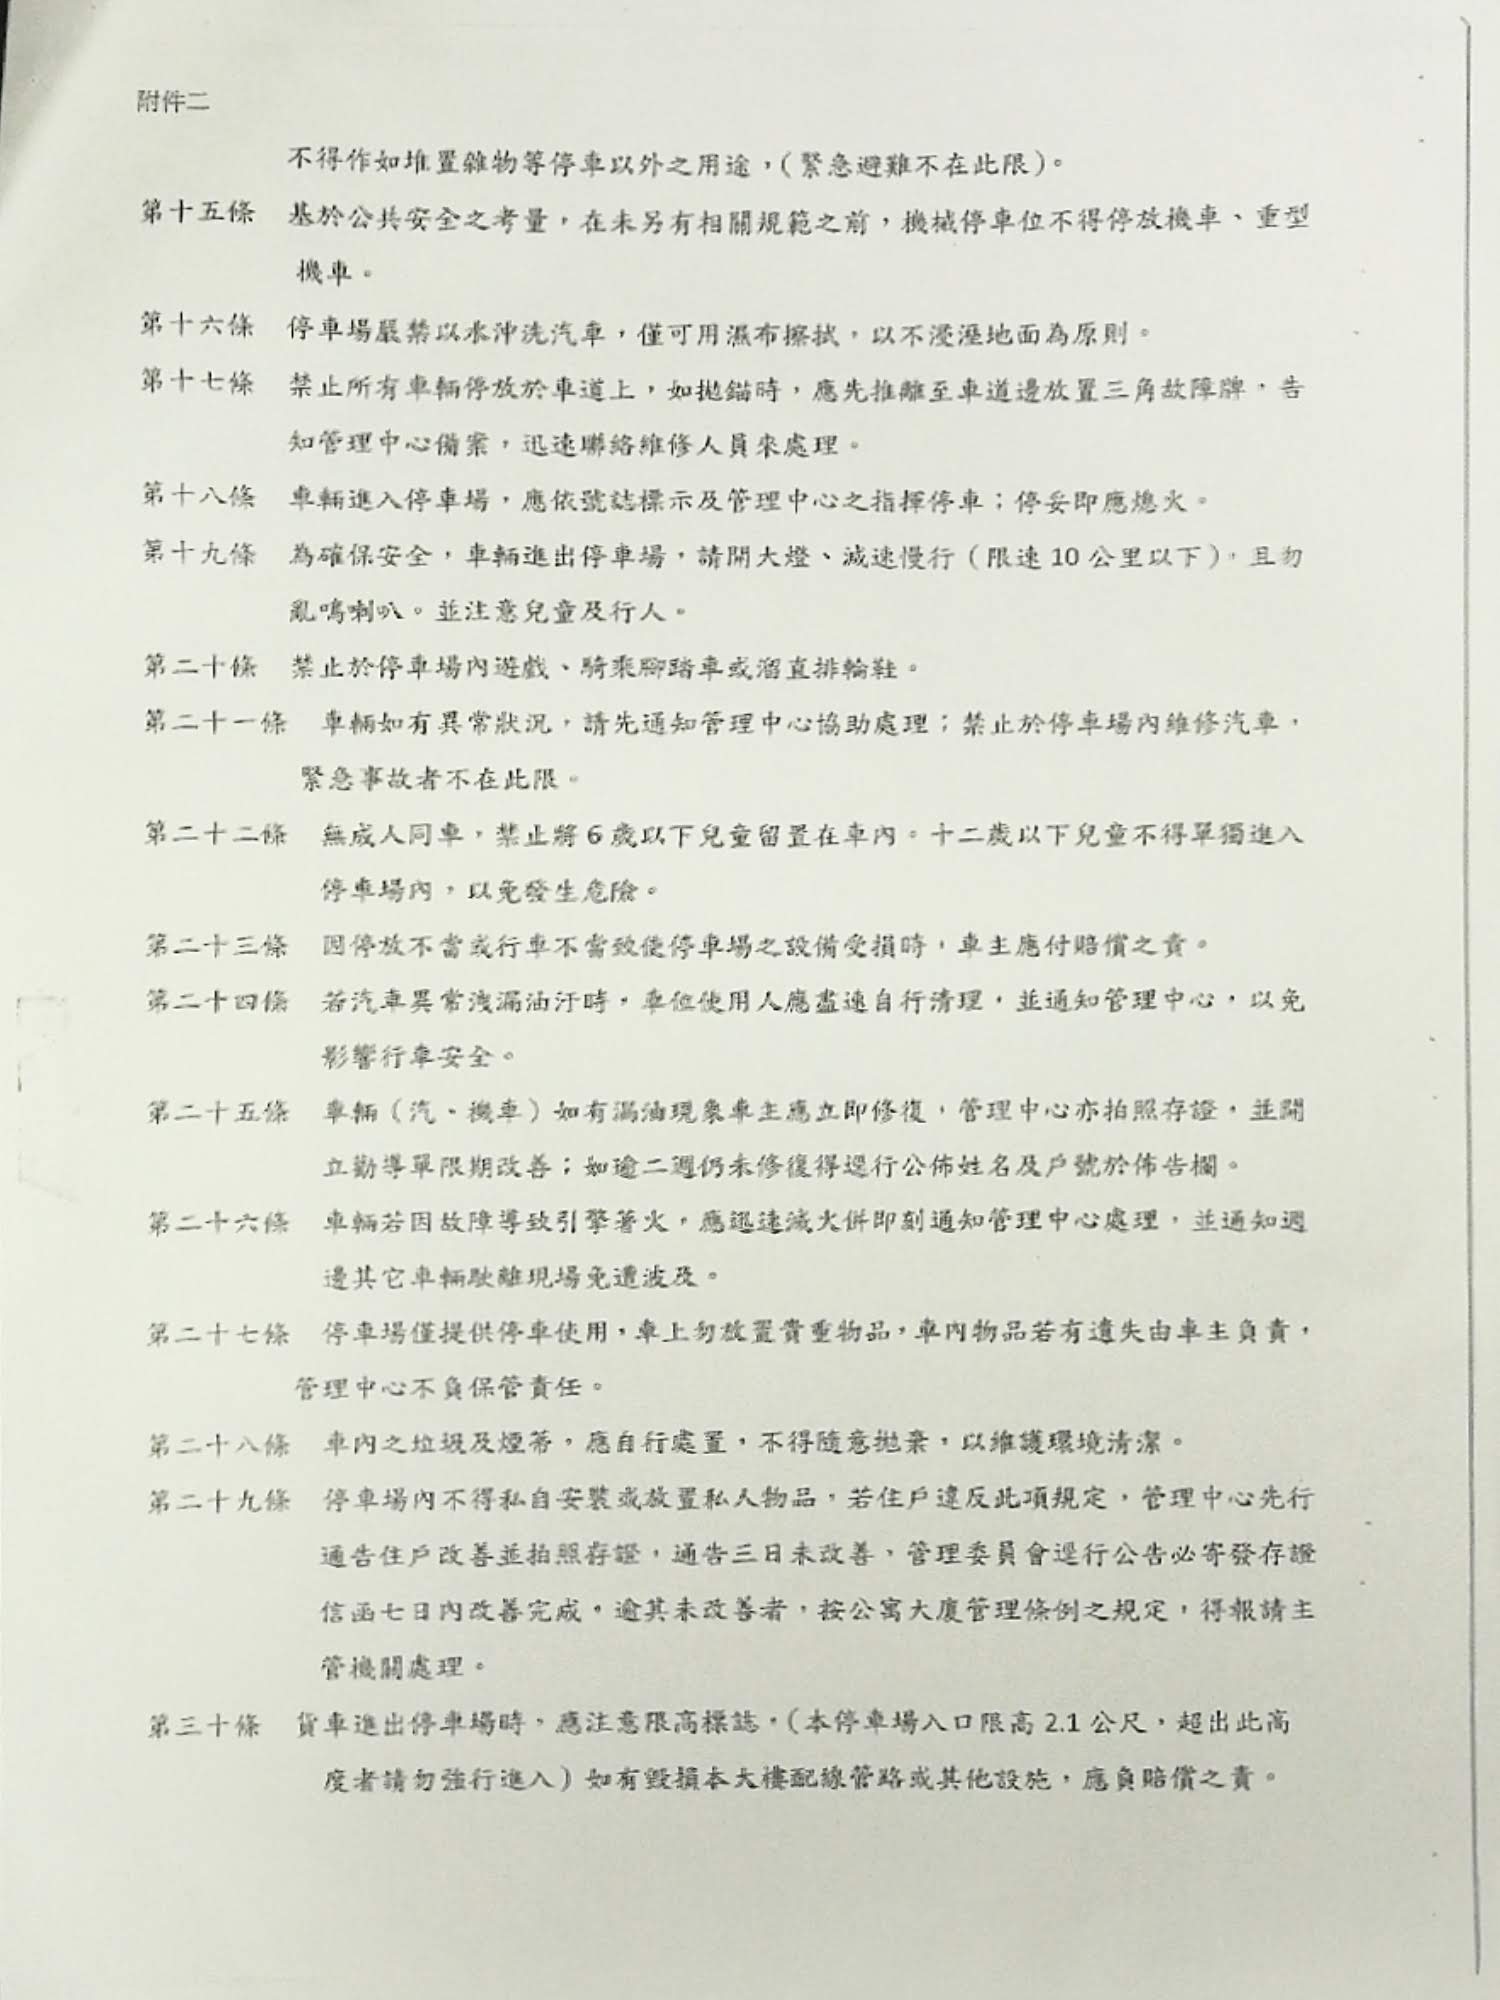 附件二
不得作如堆置雜物等停車以外之用途，（緊急避難不在此限）。
第十五條 基於公共安全之考量，在未另有相關規範之前，機械停車位不得停放機車、重型
機車。
第十六條 停車場嚴禁以水沖洗汽車，僅可用濕布擦拭，以不浸溼地面為原則。
第十七條 禁止所有車輛停放於車道上，如拋錨時，應先推離至車道邊放置三角故障牌，告
知管理中心備案，迅速聯絡維修人員來處理。
第十八條 車輛進入停車場，應依號誌標示及管理中心之指揮停車；停妥即應熄火。
第十九條 為確保安全，車輛進出停車場，請開大燈、減速慢行（限速 10 公里以下），且勿
亂鳴喇叭。並注意兒童及行人。
第二十條 禁止於停車場內遊戲、騎乘腳踏車或溜直排輪鞋。
第二十一條 車輛如有異常狀況，請先通知管理中心協助處理；禁止於停車場內維修汽車，
緊急事故者不在此限。
第二十二條 無成人同車，禁止將 6 歲以下兒童留置在車內。十二歲以下兒童不得單獨進入
停車場內，以免發生危險。
第二十三條 因停放不當或行車不當致使停車場之設備受損時，車主應付賠償之責。
第二十四條 若汽車異常洩漏油汙時，車位使用人應盡速自行清理，並通知管理中心，以免
影響行車安全。
第二十五條 車輛（汽、機車）如有漏油現象車主應立即修復，管理中心亦拍照存證，並開
立勸導單限期改善；如逾二週仍未修復得逕行公佈姓名及戶號於佈告欄。
第二十六條 車輛若因故障導致引擎著火，應迅速滅火併即刻通知管理中心處理，並通知週
邊其它車輛駛離現場免遭波及。
第二十七條 停車場僅提供停車使用，車上勿放置貴重物品，車內物品若有遺失由車主負責，
管理中心不負保管責任。
第二十八條 車內之垃圾及煙蒂，應自行處置，不得隨意拋棄，以維護環境清潔。
第二十九條 停車場內不得私自安裝或放置私人物品，若住戶違反此項規定，管理中心先行
通告住戶改善並拍照存證，通告三日未改善、管理委員會逕行公告必寄發存證
信函七日內改善完成。逾其未改善者，按公寓大廈管理條例之規定，得報請主
管機關處理。
第三十條 貨車進出停車場時，應注意限高標誌，（本停車場入口限高 2.1 公尺，超出此高
度者請勿強行進入）如有毀損本大樓配線管路或其他設施，應負賠償之責。